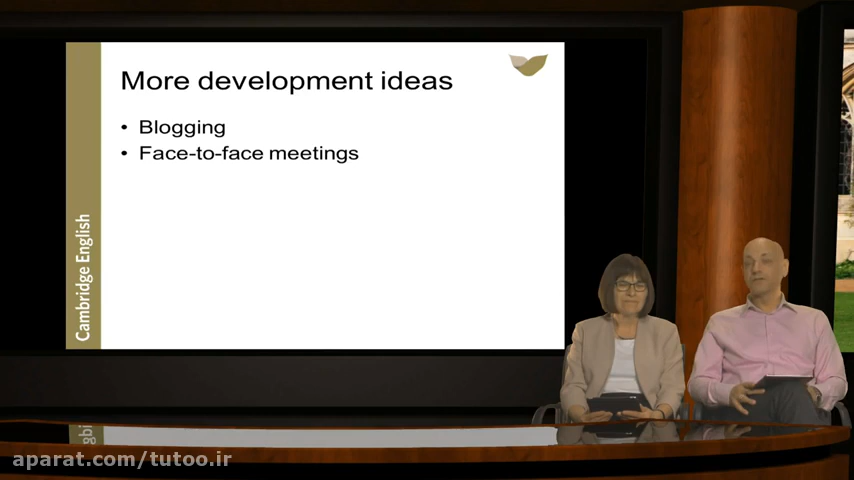 More development ideas
• Blogging
• Face-to-face meetings
Cambridge English
aparat.com/tutoo.ir